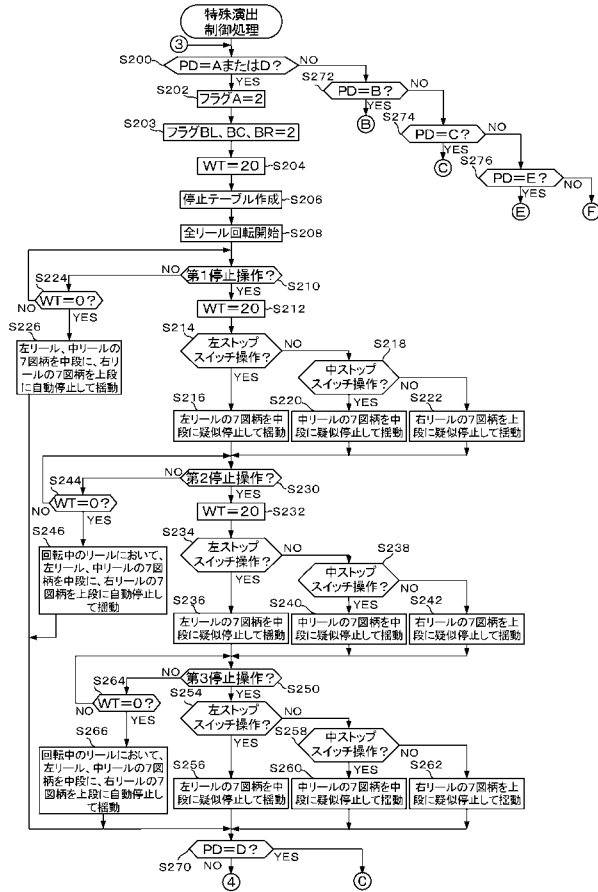 特殊演出
制御処理
③
S200
PD=AまたはD?
NO
YES
S202
フラグA=2
S203
フラグBL、BC、BR=2
WT=20
S204
停止テーブル作成
S206
全リール回転開始
S208
S272
PD=B?
NO
YES
Ⓑ
S274
PD=C?
NO
YES
Ⓒ
S276
PD=E?
NO
YES
Ⓔ
Ⓕ
第1停止操作?
S210
NO
YES
S224
WT=0?
NO
YES
S226
左リール、中リールの
7図柄を中段に、右リ
ールの7図柄を上段
に自動停止して揺動
WT=20
S212
S214
左ストップ
スイッチ操作?
NO
YES
S218
中ストップ
スイッチ操作?
NO
YES
S216
左リールの7図柄を中
段に疑似停止して揺動
S220
中リールの7図柄を中
段に疑似停止して揺動
S222
右リールの7図柄を上
段に疑似停止して揺動
第2停止操作?
S230
NO
YES
S244
WT=0?
NO
YES
S246
回転中のリールにおいて、
左リール、中リールの7図
柄を中段に、右リールの7
図柄を上段に自動停止し
て揺動
WT=20
S232
S234
左ストップ
スイッチ操作?
NO
YES
S238
中ストップ
スイッチ操作?
NO
YES
S236
左リールの7図柄を中
段に疑似停止して揺動
S240
中リールの7図柄を中
段に疑似停止して揺動
S242
右リールの7図柄を上
段に疑似停止して揺動
第3停止操作?
S250
NO
YES
S264
WT=0?
NO
YES
S266
回転中のリールにおいて、
左リール、中リールの7図
柄を中段に、右リールの7
図柄を上段に自動停止し
て揺動
S254
左ストップ
スイッチ操作?
NO
YES
S258
中ストップ
スイッチ操作?
NO
YES
S256
左リールの7図柄を中
段に疑似停止して揺動
S260
中リールの7図柄を中
段に疑似停止して揺動
S262
右リールの7図柄を上
段に疑似停止して揺動
S270
PD=D?
YES
NO
④
Ⓒ